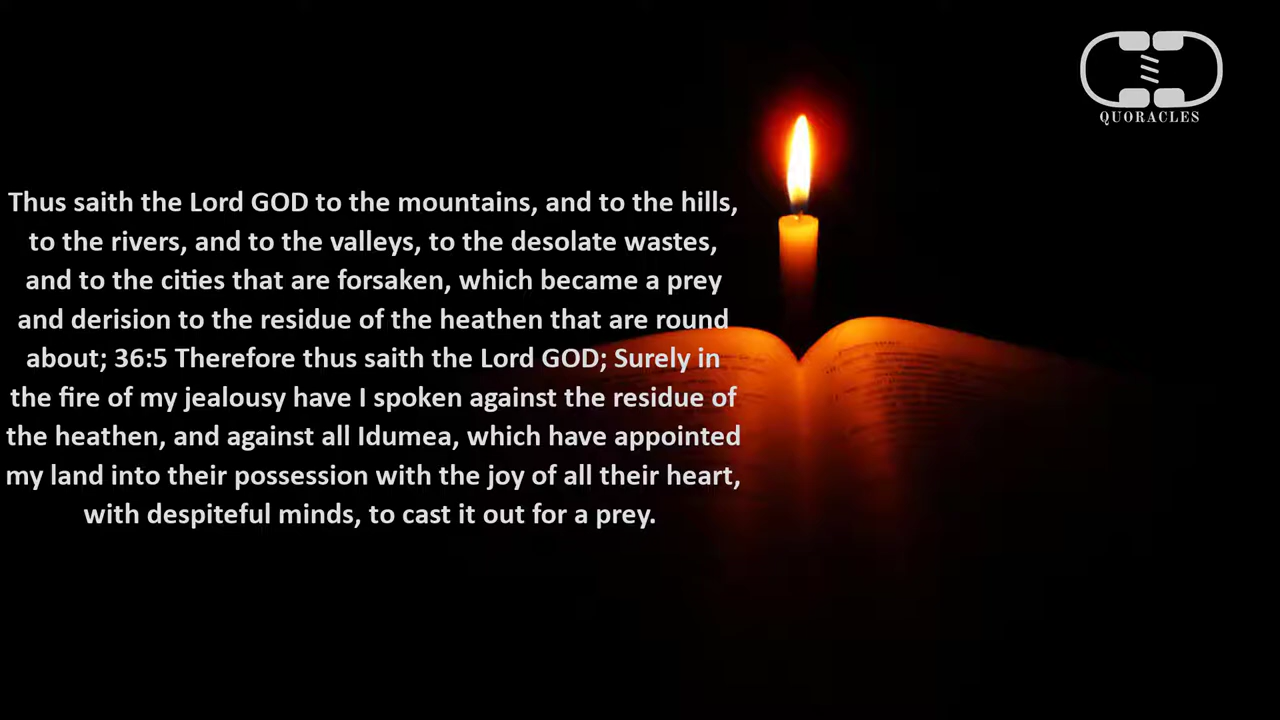 QUORACLES
Thus saith the Lord GOD to the mountains, and to the hills,
to the rivers, and to the valleys, to the desolate wastes,
and to the cities that are forsaken, which became a prey
and derision to the residue of the heathen that are round
about; 36:5 Therefore thus saith the Lord GOD; Surely in
the fire of my jealousy have I spoken against the residue of
the heathen, and against all Idumea, which have appointed
my land into their possession with the joy of all their heart,
with despiteful minds, to cast it out for a prey.